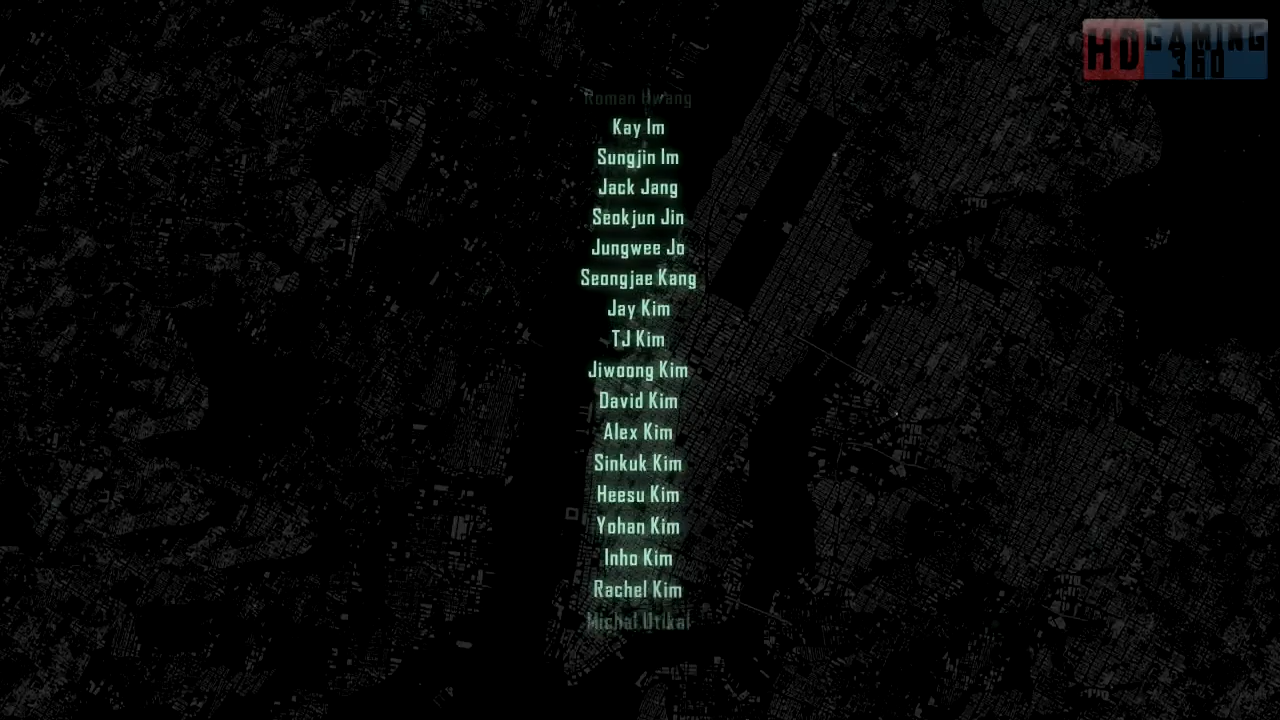 HD GAMING
360
Roman Hwang
Kay Im
Sungjin Im
Jack Jang
Seokjun Jin
Jungwee Jo
Seongjae Kang
Jay Kim
TJ Kim
Jiwoong Kim
David Kim
Alex Kim
Sinkuk Kim
Heesu Kim
Yohan Kim
Inho Kim
Rachel Kim
Michal Utikal